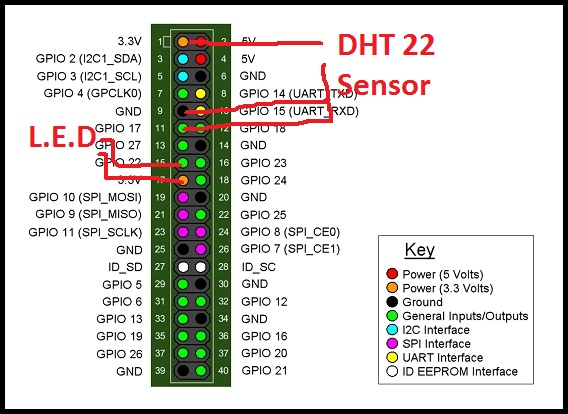 3.3V 1 2 5V
GPIO 2 (I2C1_SDA) 3 4 5V
GPIO 3 (I2C1_SCL) 5 6 GND
GPIO 4 (GPCLK0) 7 8 GPIO 14 (UART_TXD)
GND 9 GPIO 15 (UART_RXD)
GPIO 17 11 12 GPIO 18
GPIO 27 13 14 GND
GPIO 22 15 16 GPIO 23
3.3V 17 18 GPIO 24
GPIO 10 (SPI_MOSI) 19 20 GND
GPIO 9 (SPI_MISO) 21 22 GPIO 25
GPIO 11 (SPI_SCLK) 23 24 GPIO 8 (SPI_CE0)
GND 25 26 GPIO 7 (SPI_CE1)
ID_SD 27 28 ID_SC
GPIO 5 29 30 GND
GPIO 6 31 32 GPIO 12
GPIO 13 33 34 GND
GPIO 19 35 36 GPIO 16
GPIO 26 37 38 GPIO 20
GND 39 40 GPIO 21
DHT 22
Sensor
L.E.D
Key
Power (5 Volts)
Power (3.3 Volts)
Ground
General Inputs/Outputs
I2C Interface
SPI Interface
UART Interface
ID EEPROM Interface